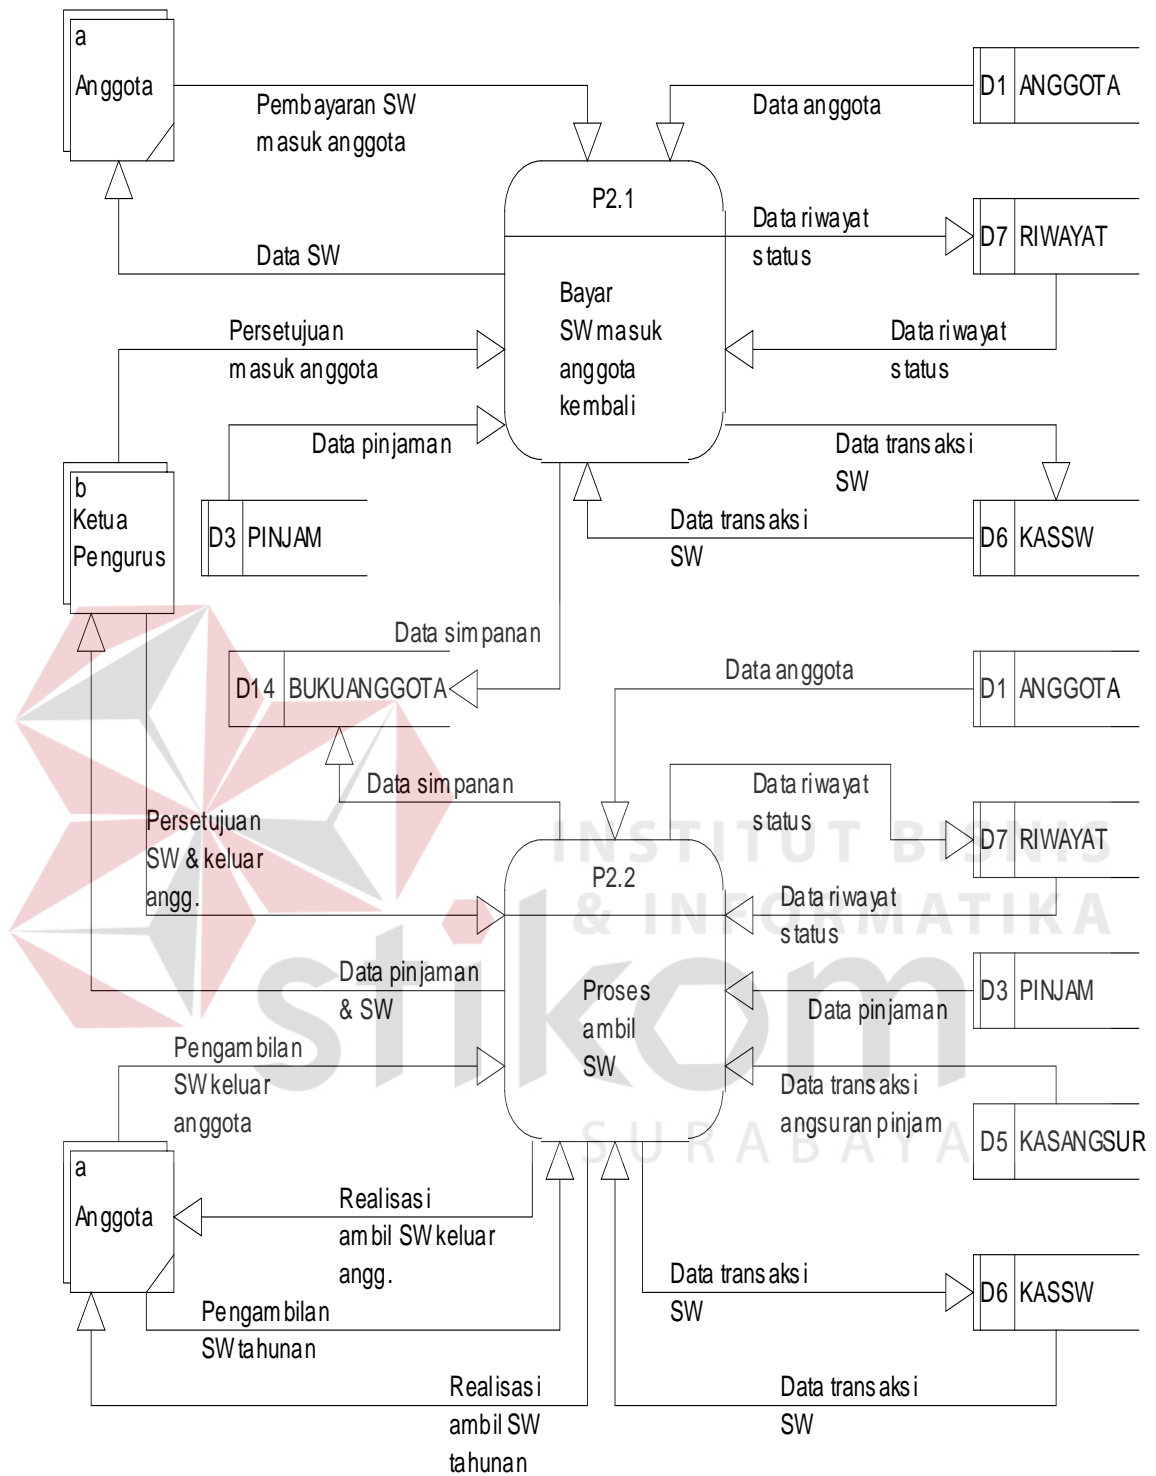 a
Anggota
Pembayaran SW
masuk anggota
Data anggota
D1 ANGGOTA
P2.1
Data riwayat
status
D7 RIWAYAT
Data SW
Bayar
SW masuk
anggota
kembali
Persetujuan
masuk anggota
Data riwayat
status
Data pinjaman
Data transaksi
SW
b
Ketua
Pengurus
D3 PINJAM
Data transaksi
SW
D6 KASSW
Data simpanan
D14 BUKUANGGOTA
Data anggota
D1 ANGGOTA
Data simpanan
Data riwayat
status
Persetujuan
SW & keluar
angg.
P2.2
D7 RIWAYAT
INSTITUT BISNIS
& INFORMATIKA
Data riwayat
status
Data pinjaman
& SW
Proses
ambil
SW
D3 PINJAM
Data pinjaman
stikom
Pengambilan
SW keluar
anggota
Data transaksi
angsuran pinjam
D5 KASANGSUR
SURABAYA
a
Anggota
Realisasi
ambil SW keluar
angg.
Data transaksi
SW
D6 KASSW
Pengambilan
SW tahunan
Realisasi
ambil SW
tahunan
Data transaksi
SW